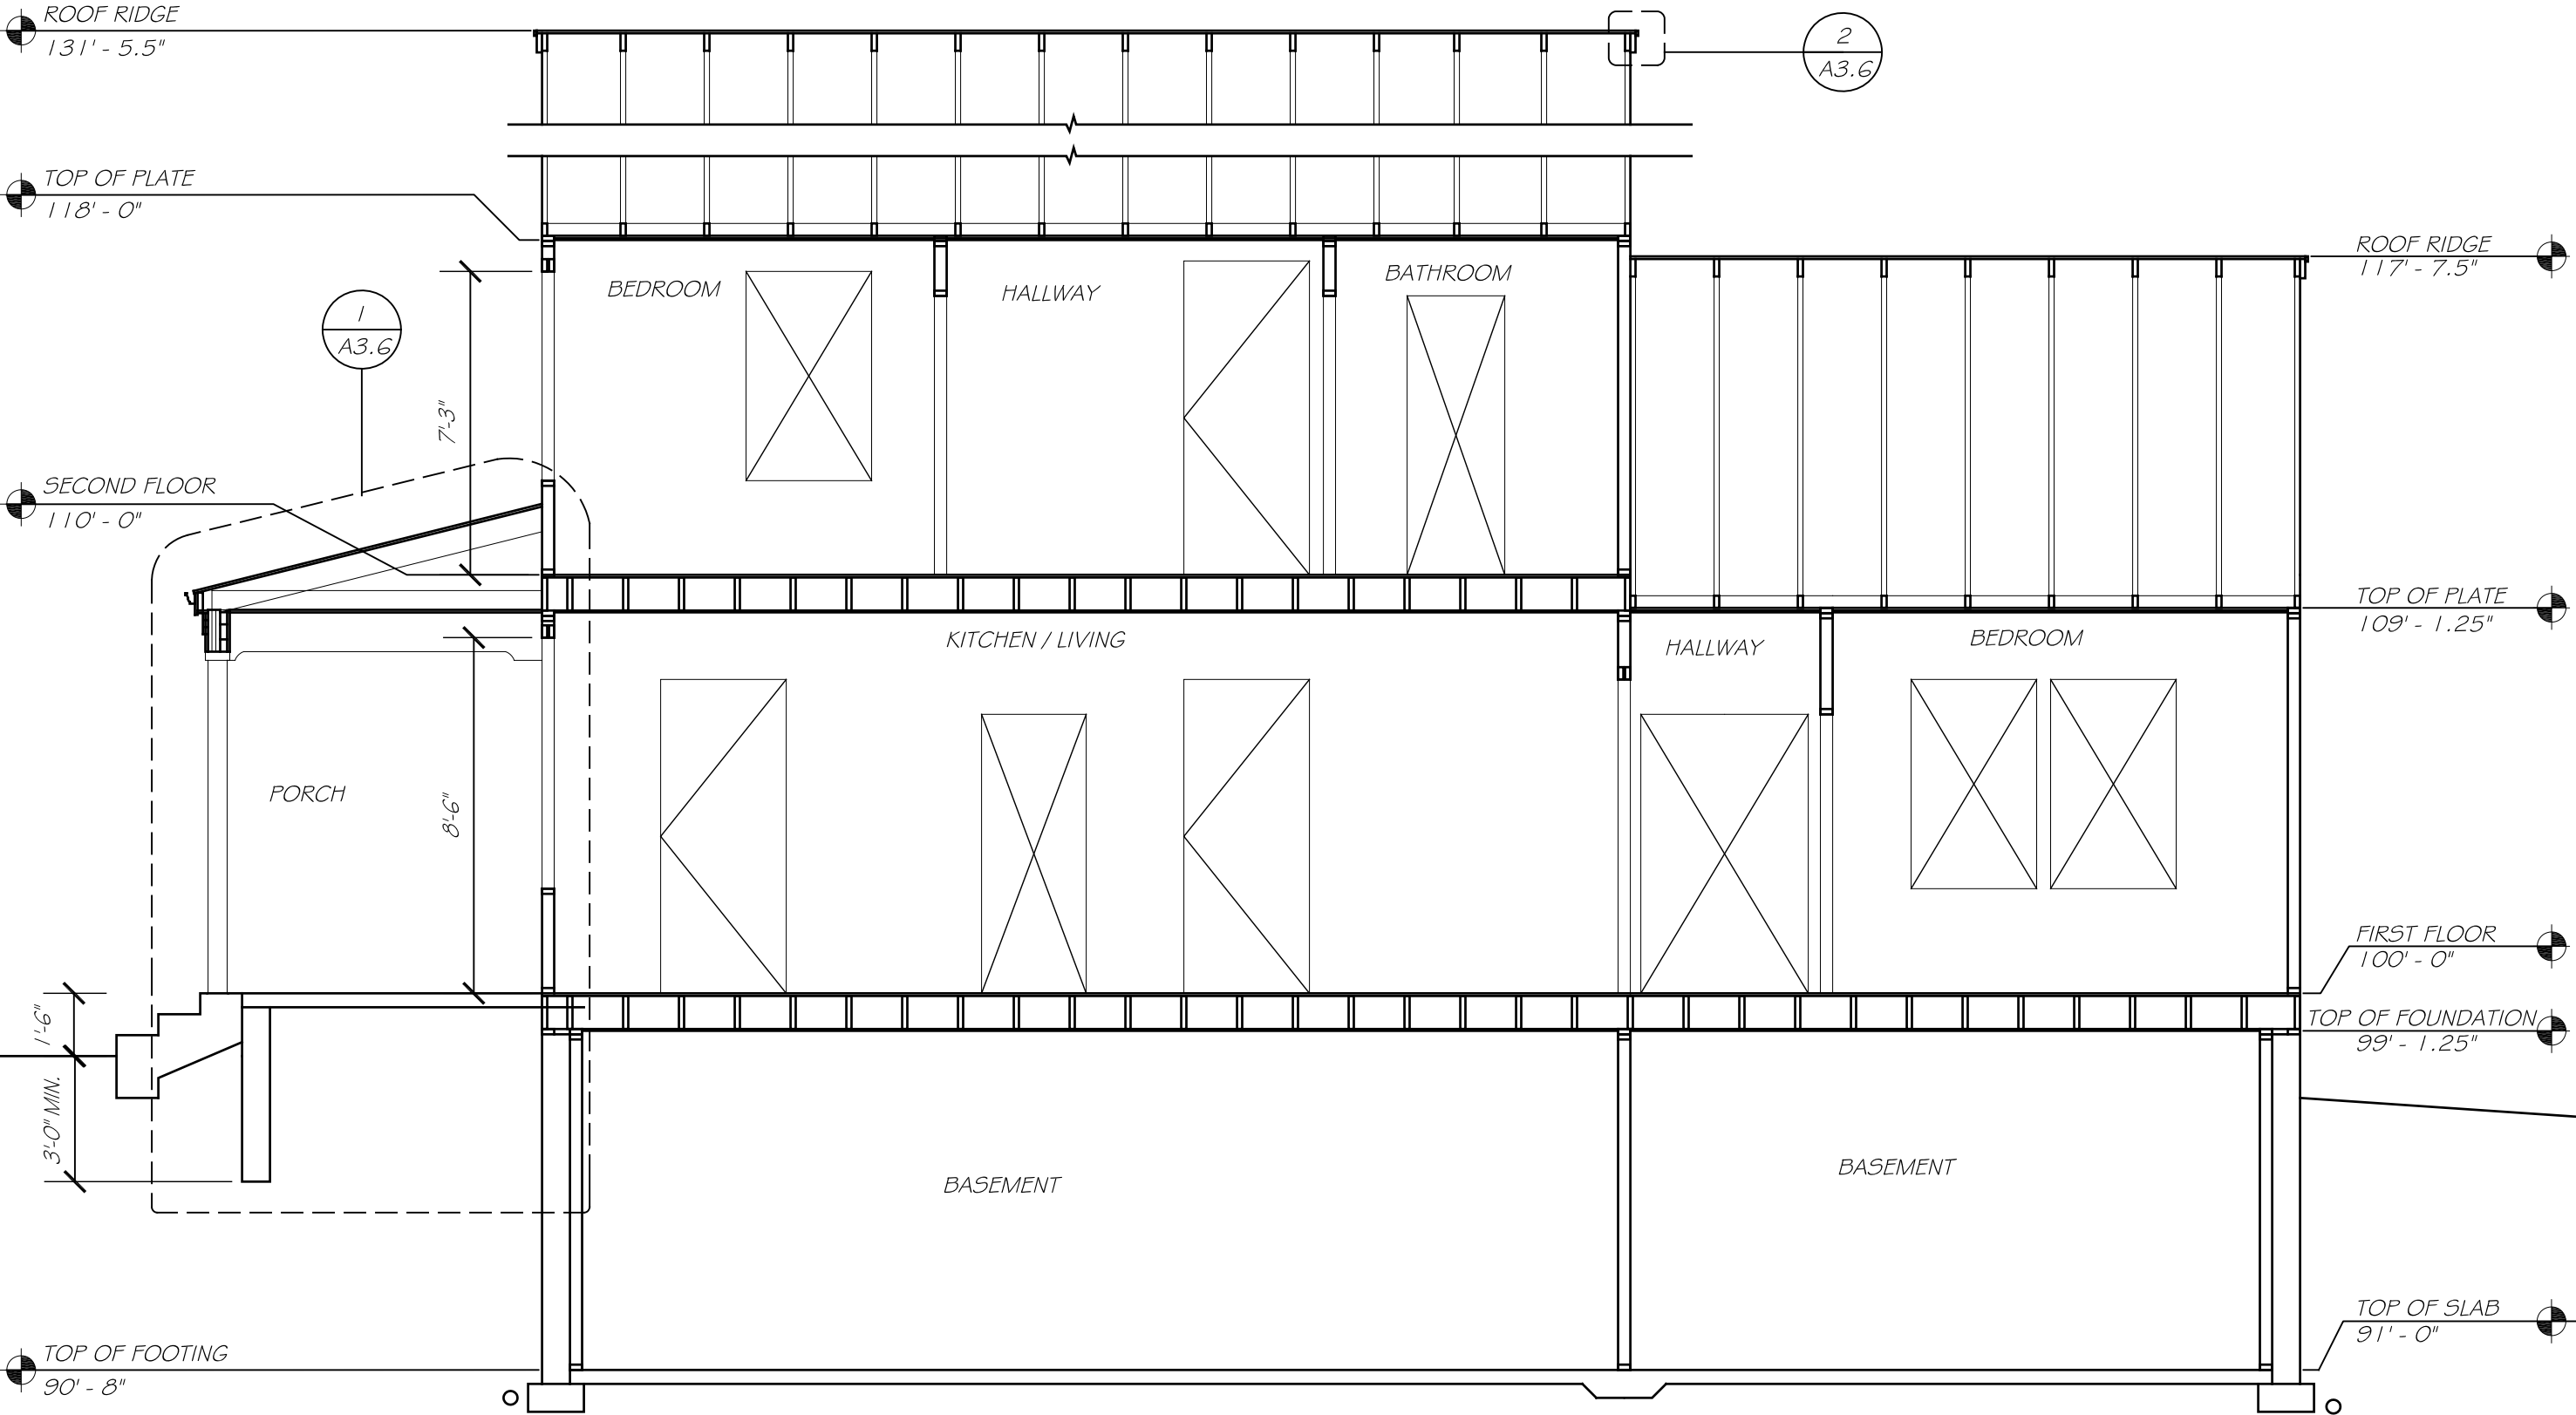 ROOF RIDGE
131' - 5.5"
2
A3.6
TOP OF PLATE
118' - 0"
ROOF RIDGE
117' - 7.5"
BEDROOM
HALLWAY
BATHROOM
1
A3.6
7'-3"
SECOND FLOOR
110' - 0"
TOP OF PLATE
109' - 1.25"
KITCHEN / LIVING
HALLWAY
BEDROOM
PORCH
8'-6"
FIRST FLOOR
100' - 0"
1'-6"
TOP OF FOUNDATION
99' - 1.25"
3'-0" MIN.
BASEMENT
BASEMENT
TOP OF SLAB
91' - 0"
TOP OF FOOTING
90' - 8"